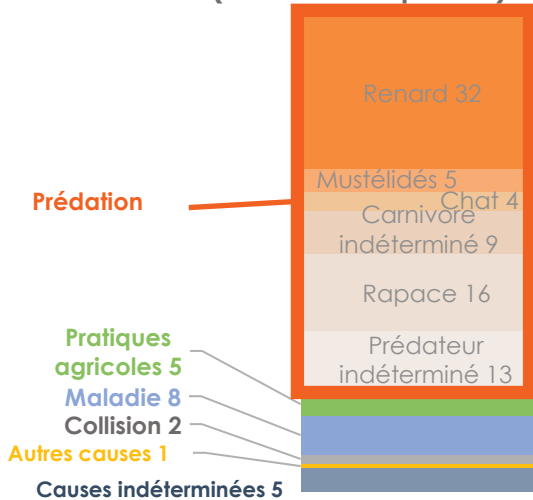 Renard 32
Mustélidés 5
Chat 4
Prédation
Carnivore
indéterminé 9
Rapace 16
Prédateur
indéterminé 13
Pratiques
agricoles 5
Maladie 8
Collision 2
Autres causes 1
Causes indéterminées 5